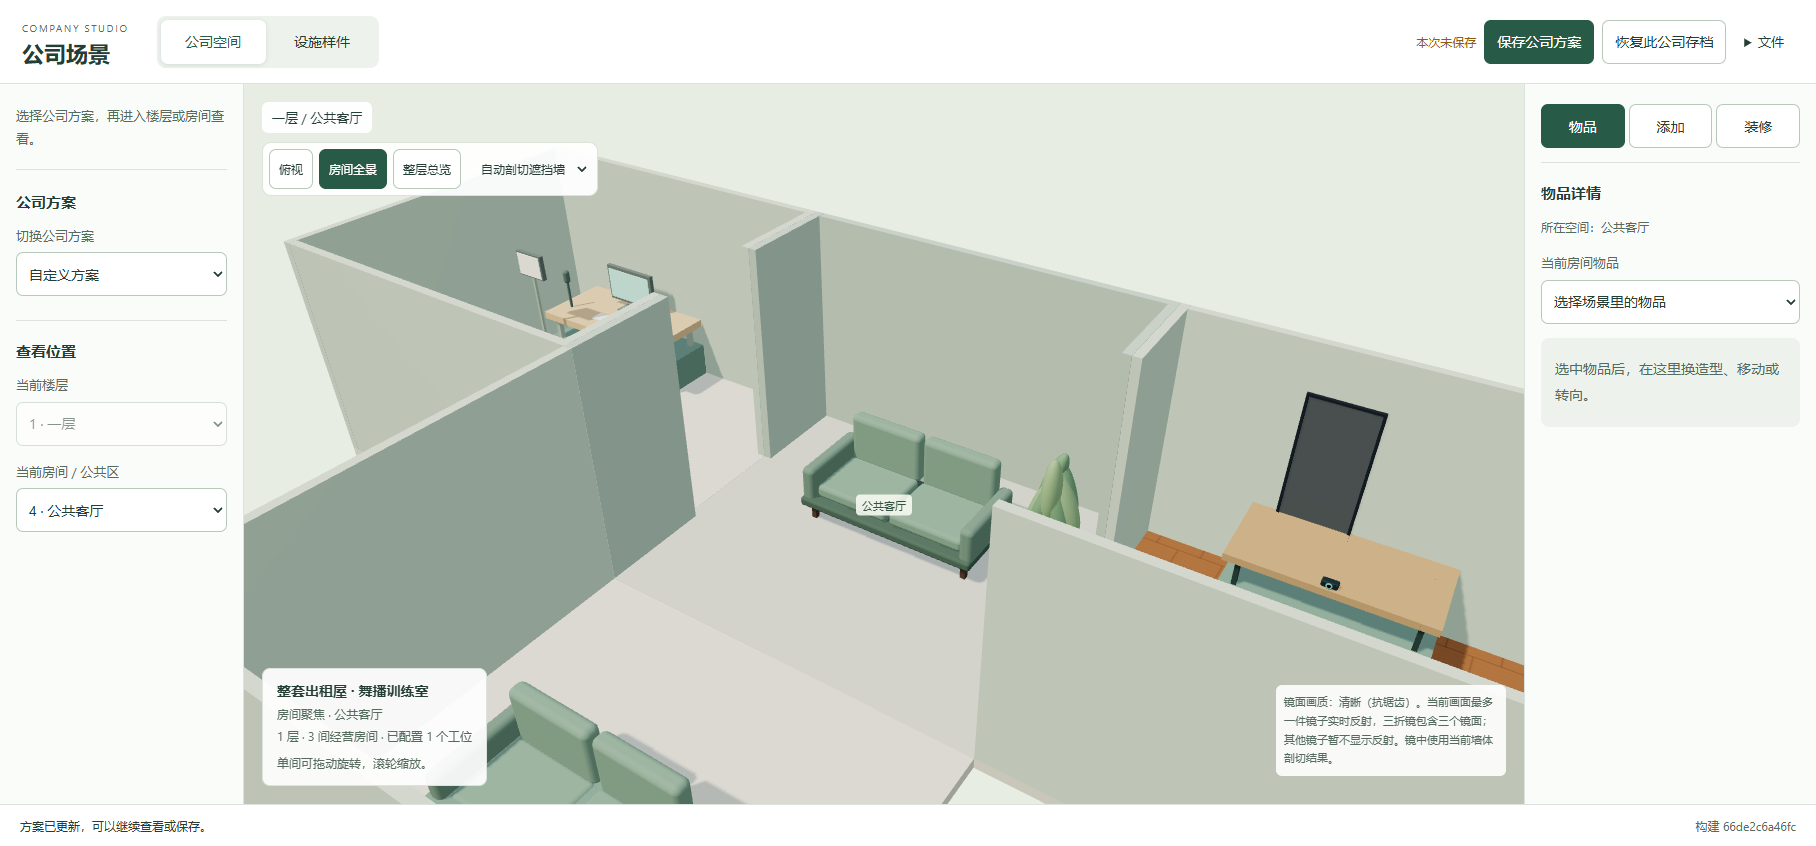 COMPANY STUDIO
公司场景
公司空间
设施样件
本次未保存
保存公司方案
恢复此公司存档
文件
选择公司方案，再进入楼层或房间查
看。
公司方案
切换公司方案
自定义方案
查看位置
当前楼层
1 · 一层
当前房间 / 公共区
4 · 公共客厅
一层 / 公共客厅
俯视
房间全景
整层总览
自动剖切遮挡墙
公共客厅
整套出租屋 · 舞播训练室
房间聚焦 · 公共客厅
1 层 · 3 间经营房间 · 已配置 1 个工位
单间可拖动旋转，滚轮缩放。
镜面画质：清晰（抗锯齿）。当前画面最多
一件镜子实时反射，三折镜包含三个镜面；
其他镜子暂不显示反射。镜中使用当前墙体
剖切结果。
物品
添加
装修
物品详情
所在空间：公共客厅
当前房间物品
选择场景里的物品
选中物品后，在这里换造型、移动或
转向。
方案已更新，可以继续查看或保存。
构建 66de2c6a46fc